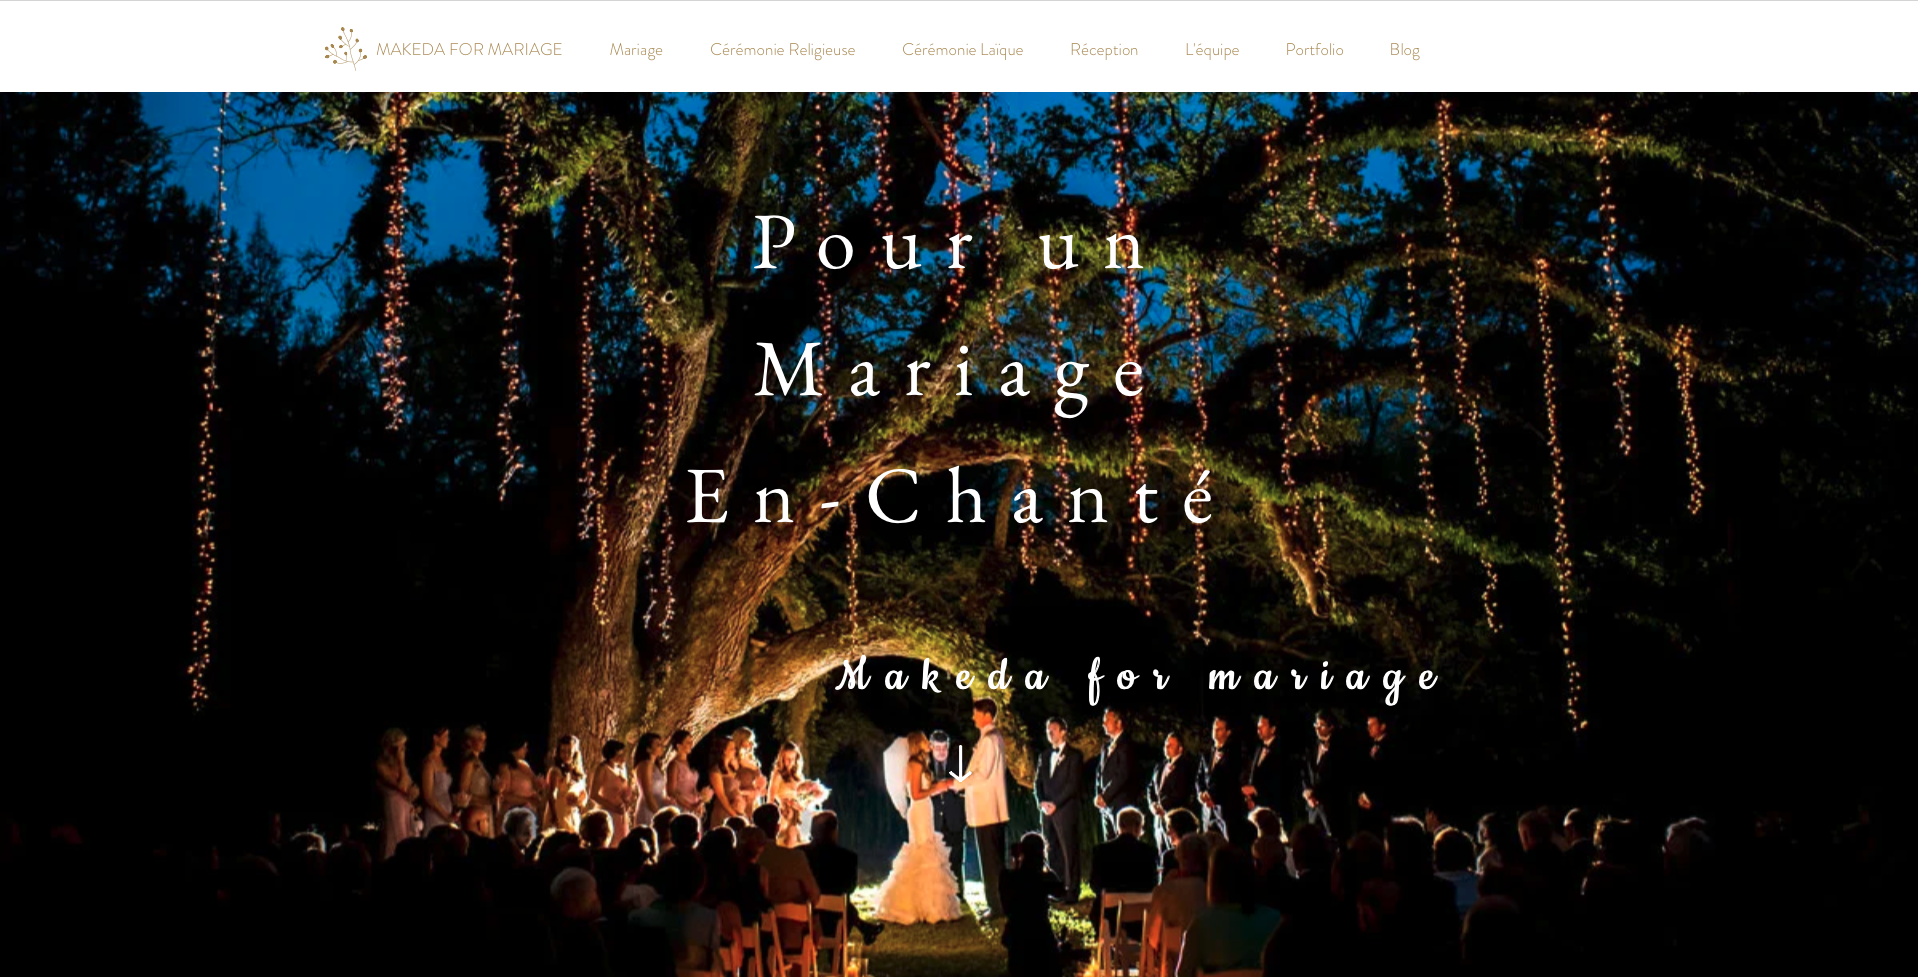 MAKEDA FOR MARIAGE Mariage Cérémonie Religieuse Cérémonie Laïque Réception L'équipe Portfolio Blog
Pour un
Mariage
En-Chanté
Makeda for mariage